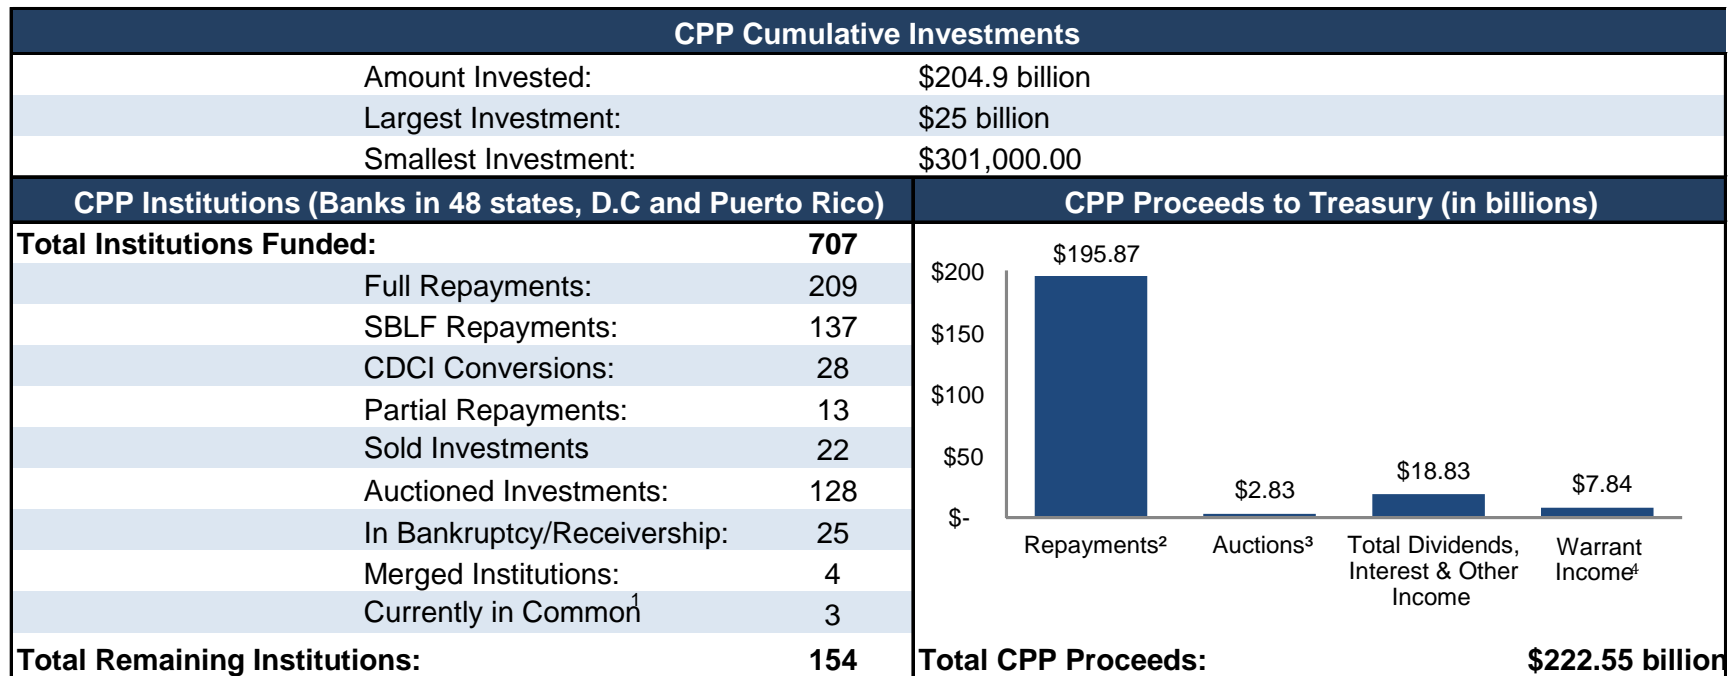 CPP Cumulative Investments
Amount Invested: $204.9 billion
Largest Investment: $25 billion
Smallest Investment: $301,000.00
CPP Institutions (Banks in 48 states, D.C and Puerto Rico)
Total Institutions Funded: 707
Full Repayments: 209
SBLF Repayments: 137
CDCI Conversions: 28
Partial Repayments: 13
Sold Investments 22
Auctioned Investments: 128
In Bankruptcy/Receivership: 25
Merged Institutions: 4
Currently in Common1 3
Total Remaining Institutions: 154
CPP Proceeds to Treasury (in billions)
$200
$150
$100
$50
$-
$195.87
$2.83
$18.83
$7.84
Repayments²
Auctions³
Total Dividends,
Interest & Other
Income
Warrant
Income4
Total CPP Proceeds: $222.55 billion